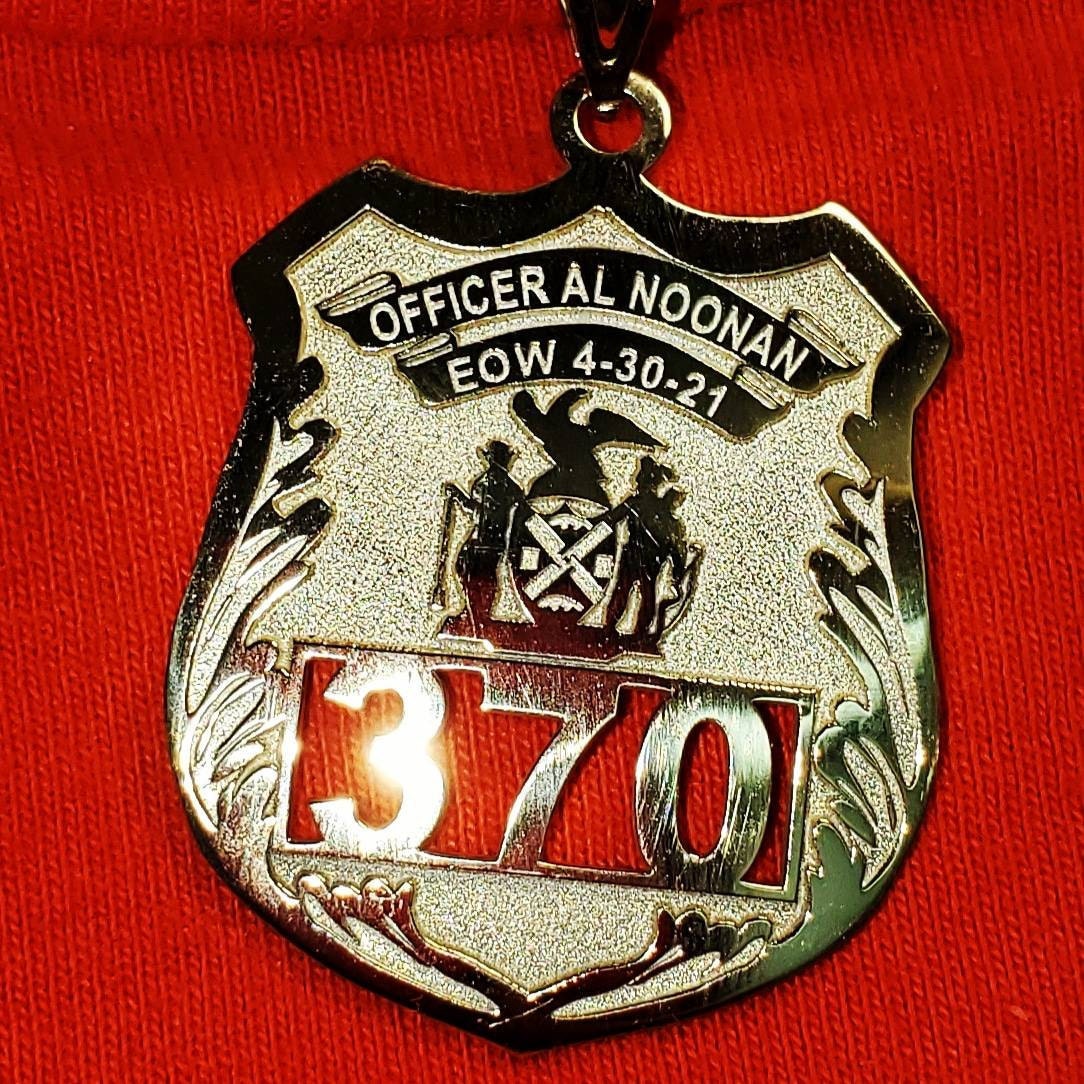 OFFICER AL NOONAN
EOW 4-30-21
370